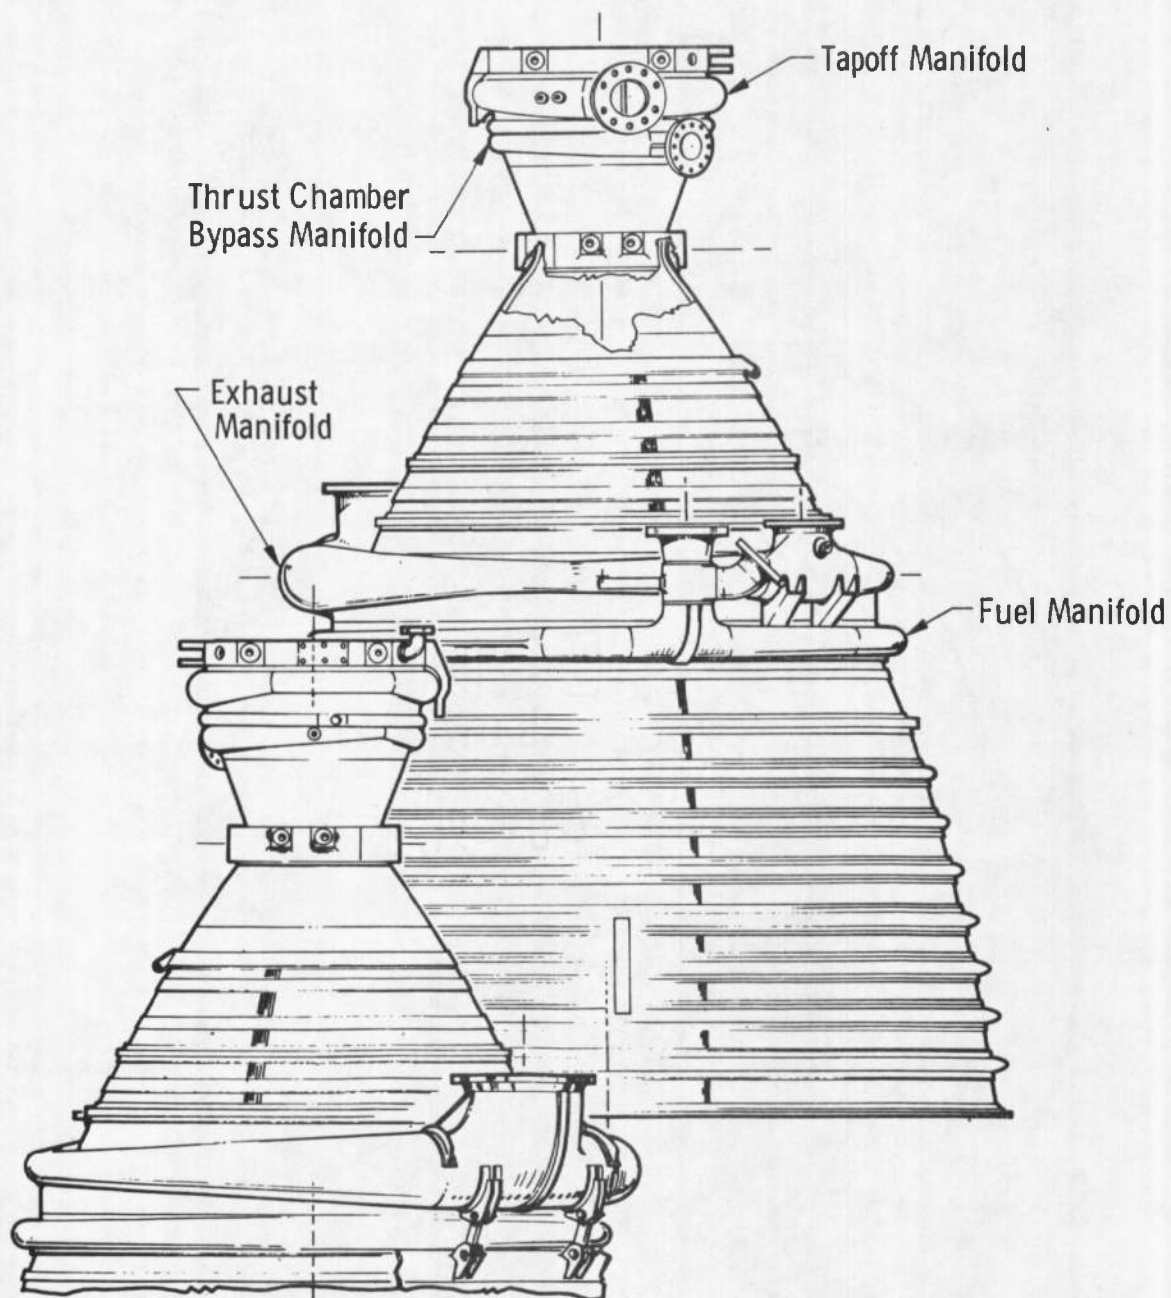 Tapoff Manifold
Thrust Chamber
Bypass Manifold
Exhaust
Manifold
Fuel Manifold